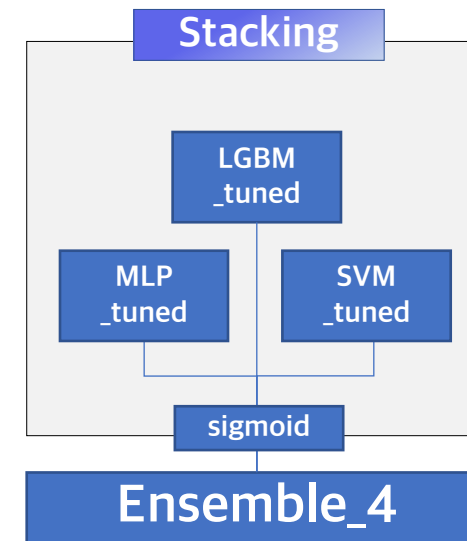 Stacking
LGBM
_tuned
MLP
_tuned
SVM
_tuned
sigmoid
Ensemble_4